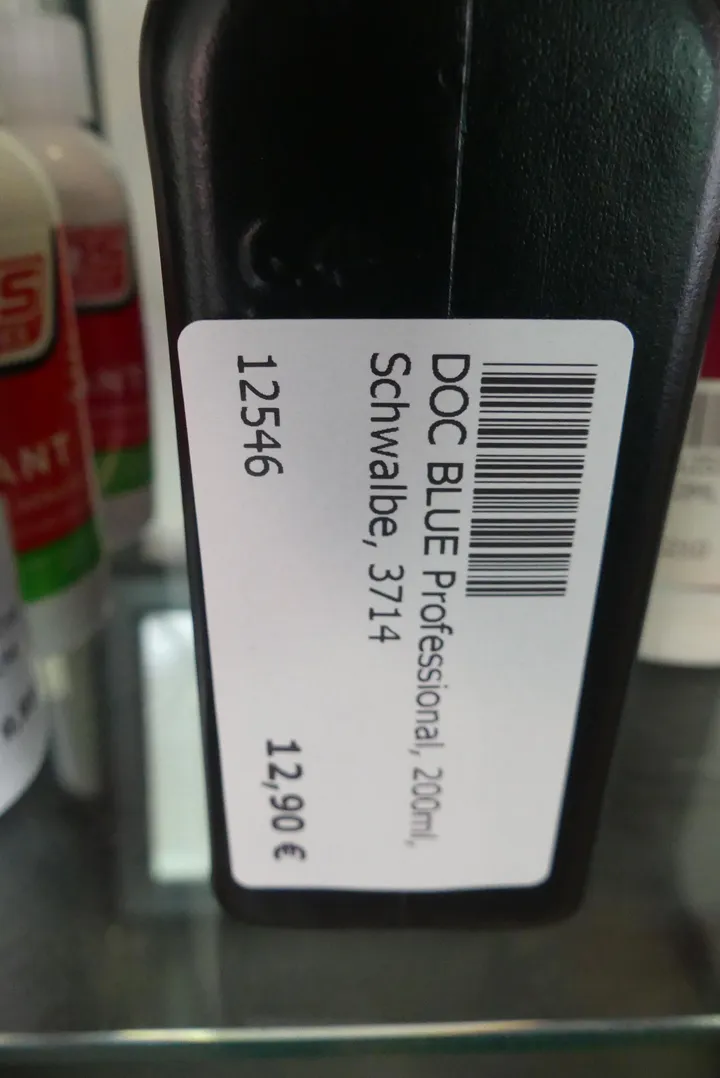 DOC BLUE Professional, 200ml,
Schwalbe, 3714
12546
12,90 €